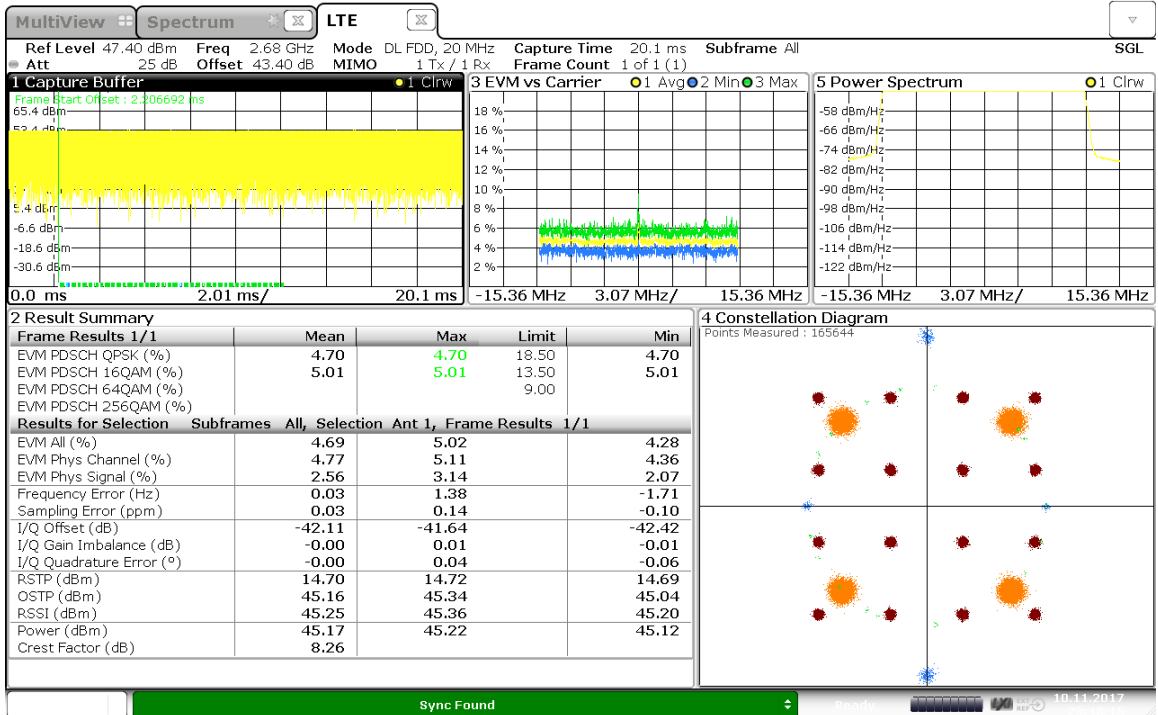 MultiView Spectrum LTE
Ref Level 47.40 dBm Freq 2.68 GHz Mode DL FDD, 20 MHz Capture Time 20.1 ms Subframe All SGL
Att 25 dB Offset 43.40 dB MIMO 1 Tx / 1 Rx Frame Count 1 of 1 (1)
1 Capture Buffer 1 Clrw
Frame Start Offset : 2.206692 ms
65.4 dBm
53.4 dBm
5.4 dBm
-6.6 dBm
-18.6 dBm
-30.6 dBm
0.0 ms 2.01 ms/ 20.1 ms
3 EVM vs Carrier 1 Avg 2 Min 3 Max
18 %
16 %
14 %
12 %
10 %
8 %
6 %
4 %
2 %
-15.36 MHz 3.07 MHz/ 15.36 MHz
5 Power Spectrum 1 Clrw
-58 dBm/Hz
-66 dBm/Hz
-74 dBm/Hz
-82 dBm/Hz
-90 dBm/Hz
-98 dBm/Hz
-106 dBm/Hz
-114 dBm/Hz
-122 dBm/Hz
-15.36 MHz 3.07 MHz/ 15.36 MHz
2 Result Summary
Frame Results 1/1 Mean Max Limit Min
EVM PDSCH QPSK (%) 4.70 4.70 18.50 4.70
EVM PDSCH 16QAM (%) 5.01 5.01 13.50 5.01
EVM PDSCH 64QAM (%) 9.00
EVM PDSCH 256QAM (%)
Results for Selection Subframes All, Selection Ant 1, Frame Results 1/1
EVM All (%) 4.69 5.02 4.28
EVM Phys Channel (%) 4.77 5.11 4.36
EVM Phys Signal (%) 2.56 3.14 2.07
Frequency Error (Hz) 0.03 1.38 -1.71
Sampling Error (ppm) 0.03 0.14 -0.10
I/Q Offset (dB) -42.11 -41.64 -42.42
I/Q Gain Imbalance (dB) -0.00 0.01 -0.01
I/Q Quadrature Error (º) -0.00 0.04 -0.06
RSTP (dBm) 14.70 14.72 14.69
OSTP (dBm) 45.16 45.34 45.04
RSSI (dBm) 45.25 45.36 45.20
Power (dBm) 45.17 45.22 45.12
Crest Factor (dB) 8.26
4 Constellation Diagram
Points Measured : 165644
Sync Found
Ready
LXI
EXT
REF
10.11.2017